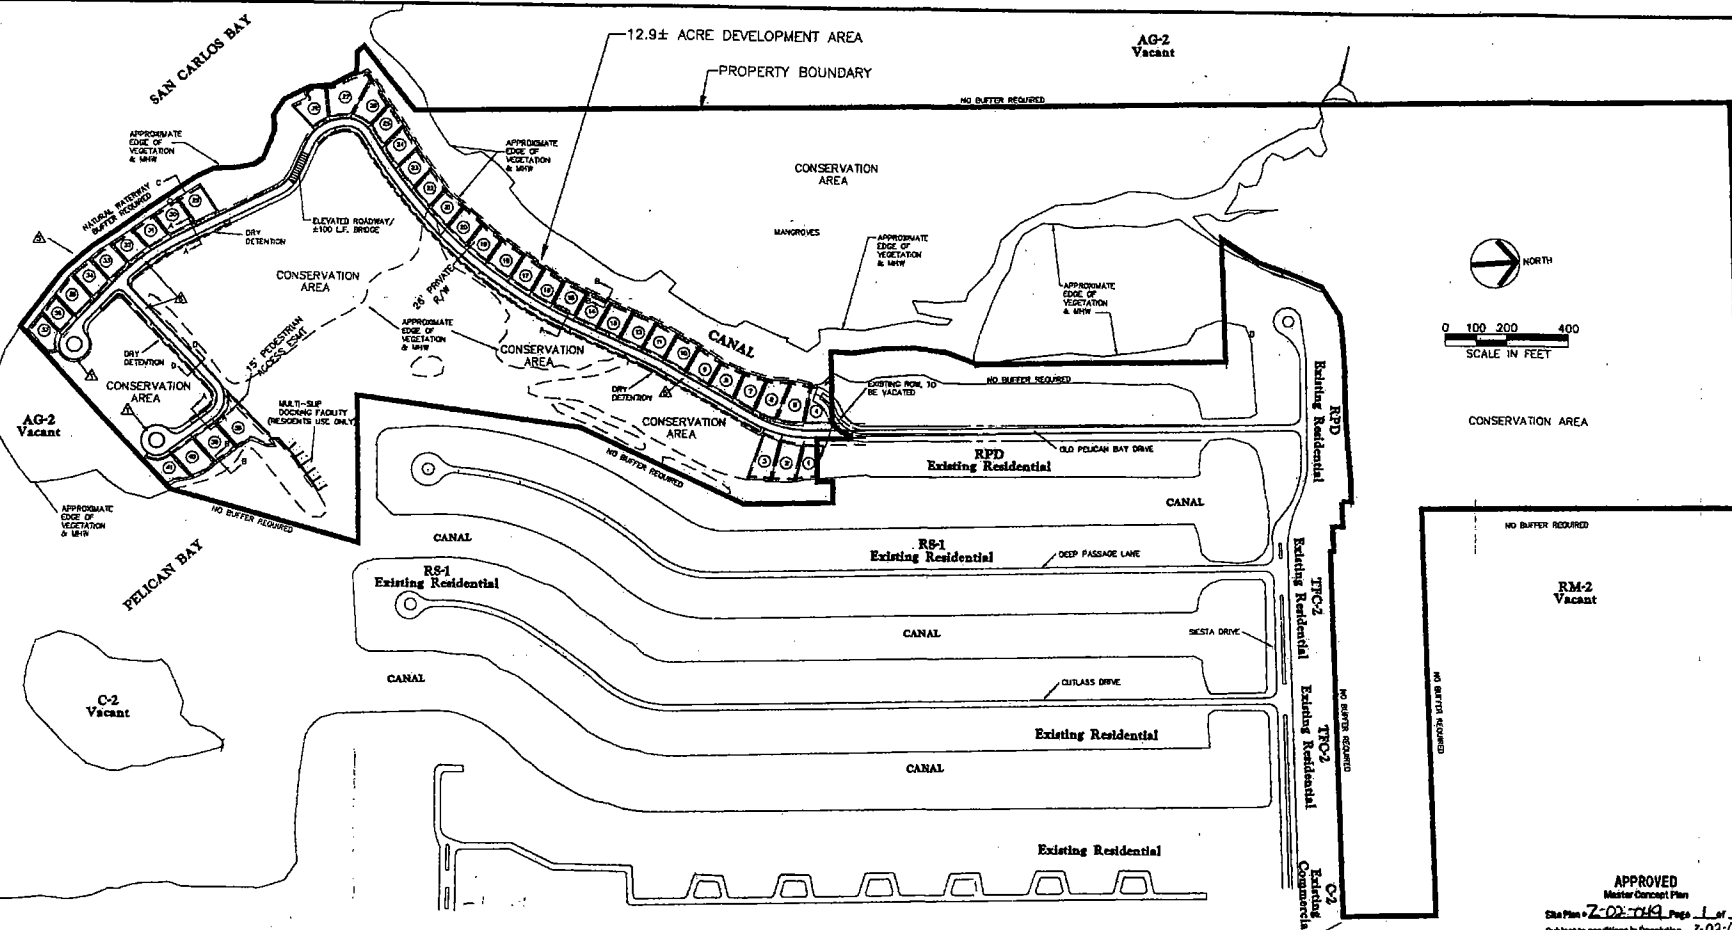 SAN CARLOS BAY
12.9± ACRE DEVELOPMENT AREA
PROPERTY BOUNDARY
AG-2
Vacant
NO BUFFER REQUIRED
APPROXIMATE
EDGE OF
VEGETATION
& MHW
APPROXIMATE
EDGE OF
VEGETATION
& MHW
CONSERVATION
AREA
NATURAL WATERWAY
BUFFER REQUIRED
ELEVATED ROADWAY/
±100 L.F. BRIDGE
DRY
DETENTION
MANGROVES
APPROXIMATE
EDGE OF
VEGETATION
& MHW
NORTH
CONSERVATION
AREA
26' PRIVATE
R/W
APPROXIMATE
EDGE OF
VEGETATION
& MHW
0 100 200 400
SCALE IN FEET
APPROXIMATE
EDGE OF
VEGETATION
& MHW
CANAL
15' PEDESTRIAN
ACCESS ESMT
DRY
DETENTION
CONSERVATION
AREA
CONSERVATION
AREA
DRY
DETENTION
EXISTING ROW, TO
BE VACATED
NO BUFFER REQUIRED
RPD
Existing Residential
CONSERVATION AREA
AG-2
Vacant
MULTI-SLIP
DOCKING FACILITY
(RESIDENTS USE ONLY)
CONSERVATION
AREA
NO BUFFER REQUIRED
OLD PELICAN BAY DRIVE
RPD
Existing Residential
CANAL
APPROXIMATE
EDGE OF
VEGETATION
& MHW
NO BUFFER REQUIRED
NO BUFFER REQUIRED
PELICAN BAY
CANAL
RS-1
Existing Residential
DEEP PASSAGE LANE
RS-1
Existing Residential
TFC-2
Existing Residential
RM-2
Vacant
CANAL
SIESTA DRIVE
CANAL
CUTLASS DRIVE
C-2
Vacant
NO BUFFER REQUIRED
NO BUFFER REQUIRED
TFC-2
Existing Residential
Existing Residential
CANAL
Existing Residential
C-2
Existing
Commercia
APPROVED
Master Concept Plan
Site Plan # Z-02-049 Page 1 of